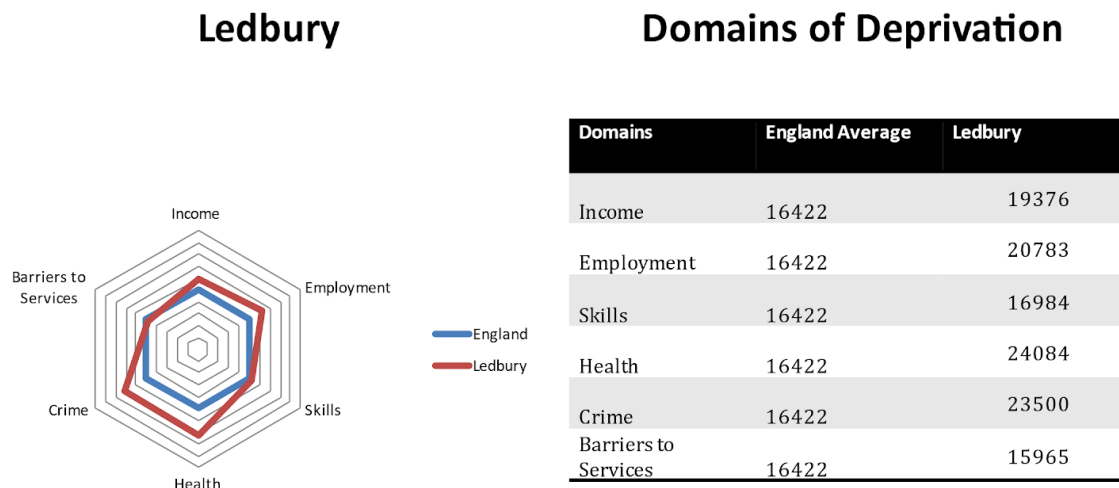 Ledbury
Domains of Deprivation
Income
Employment
Skills
Health
Crime
Barriers to
Services
England
Ledbury
Domains England Average Ledbury
Income 16422 19376
Employment 16422 20783
Skills 16422 16984
Health 16422 24084
Crime 16422 23500
Barriers to
Services 16422 15965